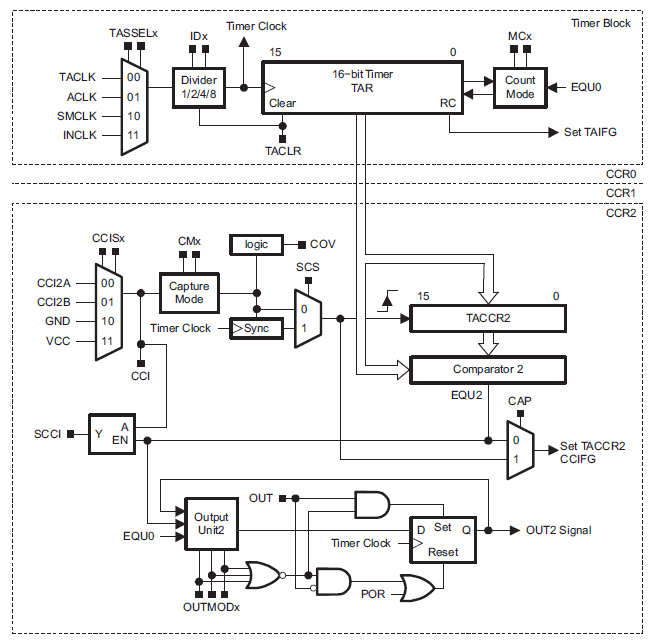 Timer Block
Timer Clock
TASSELx
IDx
15
0
MCx
TACLK
00
ACLK
01
SMCLK
10
INCLK
11
Divider
1/2/4/8
16−bit Timer
TAR
Clear
RC
Count
Mode
EQU0
Set TAIFG
TACLR
CCR0
CCR1
CCR2
CCISx
CMx
logic
COV
SCS
CCI2A
00
CCI2B
01
GND
10
VCC
11
Capture
Mode
0
1
Timer Clock
Sync
15
0
TACCR2
CCI
Comparator 2
EQU2
CAP
SCCI
Y
A
EN
0
1
Set TACCR2
CCIFG
OUT
Output
Unit2
EQU0
D
Set
Q
OUT2 Signal
Timer Clock
Reset
POR
OUTMODx